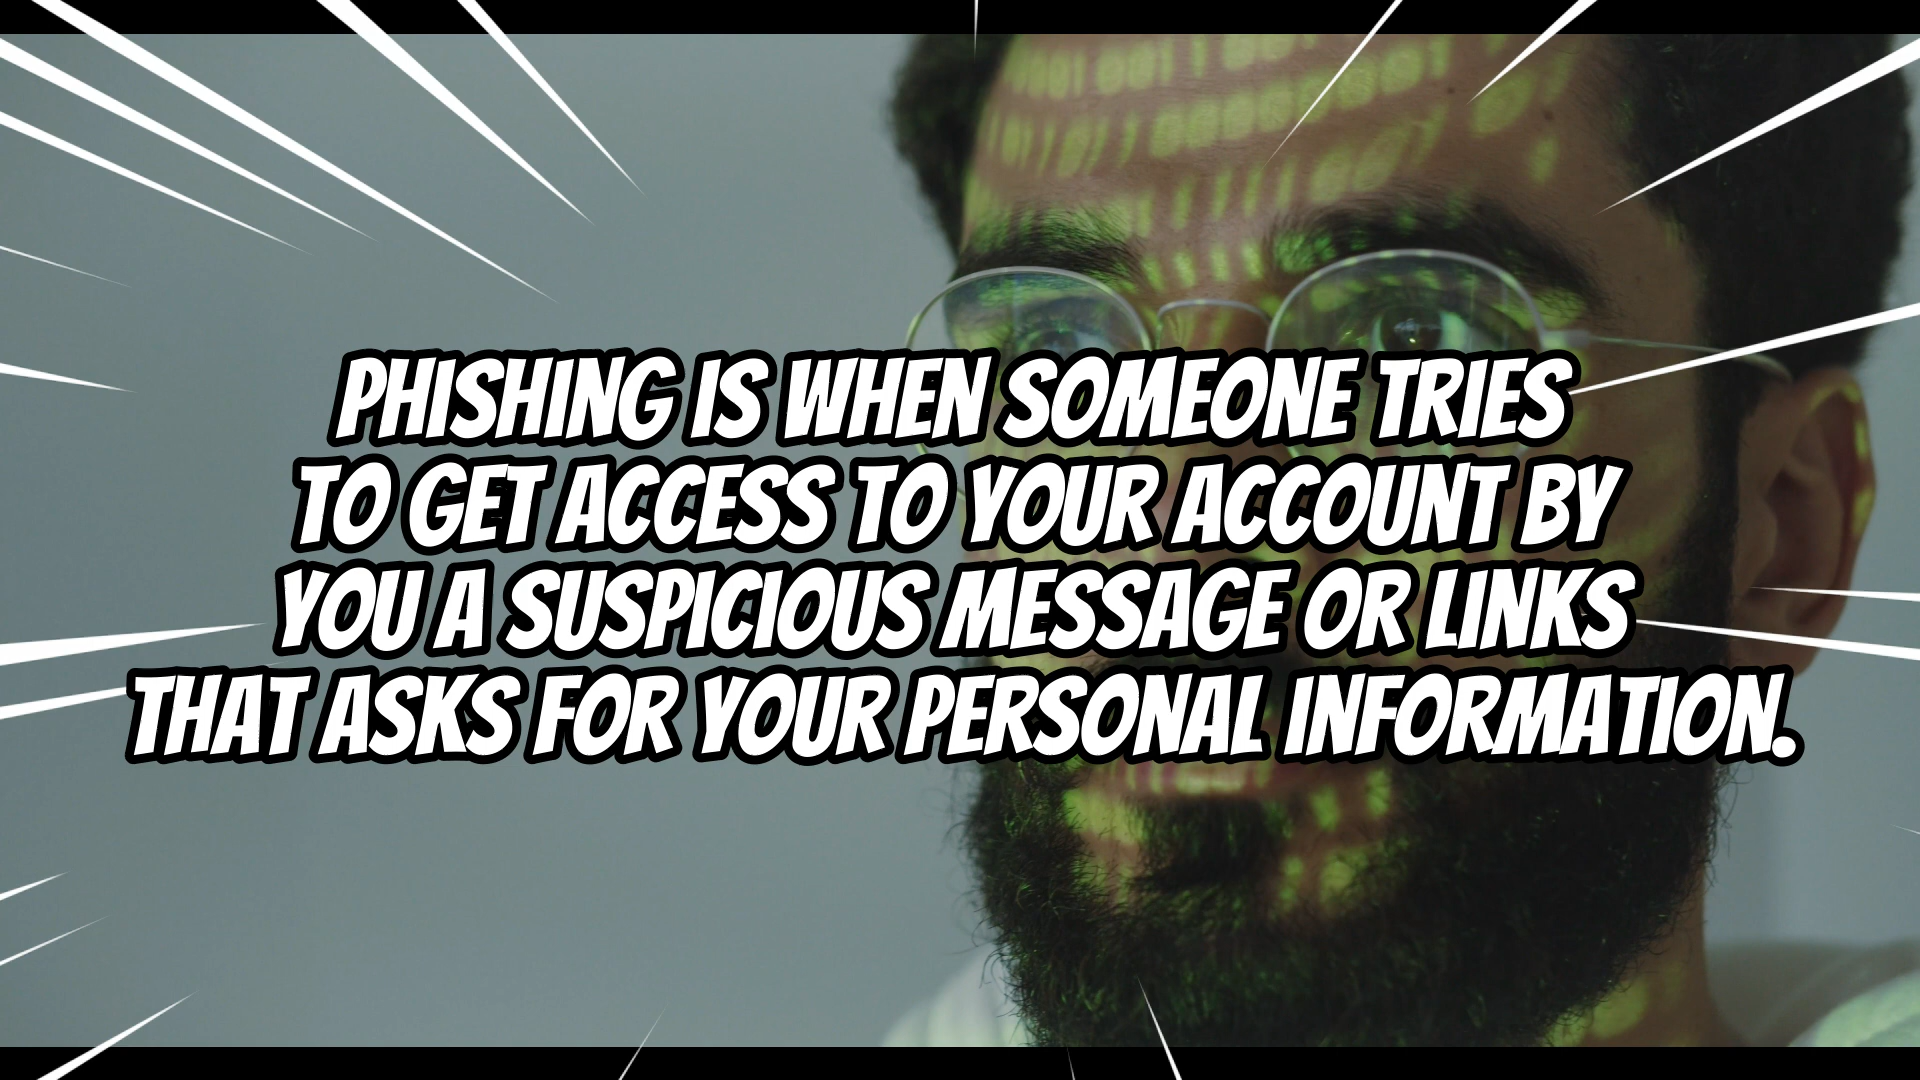 PHISHING IS WHEN SOMEONE TRIES
TO GET ACCESS TO YOUR ACCOUNT BY
YOU A SUSPICIOUS MESSAGE OR LINKS
THAT ASKS FOR YOUR PERSONAL INFORMATION.